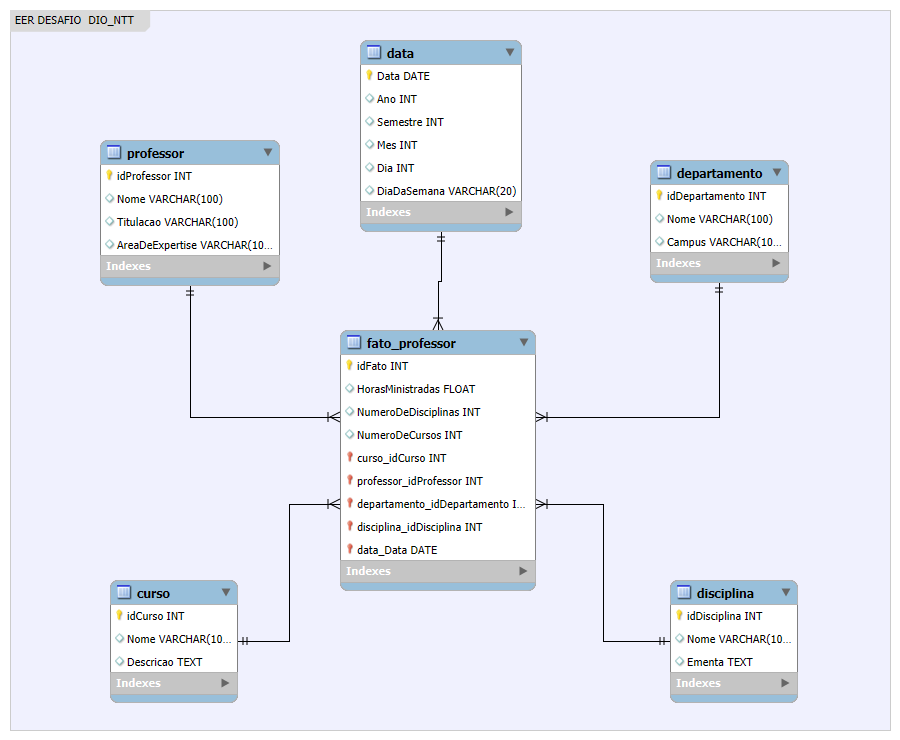 EER DESAFIO DIO_NTT
data
Data DATE
Ano INT
Semestre INT
Mes INT
Dia INT
DiaDaSemana VARCHAR(20)
Indexes
professor
idProfessor INT
Nome VARCHAR(100)
Titulacao VARCHAR(100)
AreaDeExpertise VARCHAR(10...
Indexes
departamento
idDepartamento INT
Nome VARCHAR(100)
Campus VARCHAR(10...
Indexes
fato_professor
idFato INT
HorasMinistradas FLOAT
NumeroDeDisciplinas INT
NumeroDeCursos INT
curso_idCurso INT
professor_idProfessor INT
departamento_idDepartamento I...
disciplina_idDisciplina INT
data_Data DATE
Indexes
curso
idCurso INT
Nome VARCHAR(10...
Descricao TEXT
Indexes
disciplina
idDisciplina INT
Nome VARCHAR(10...
Ementa TEXT
Indexes